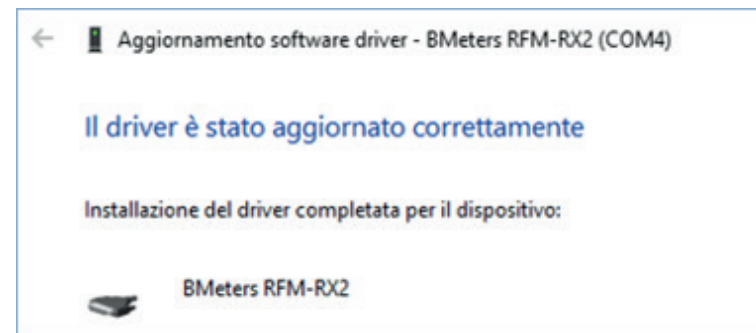 Aggiornamento software driver - BMeters RFM-RX2 (COM4)
Il driver è stato aggiornato correttamente
Installazione del driver completata per il dispositivo:
BMeters RFM-RX2